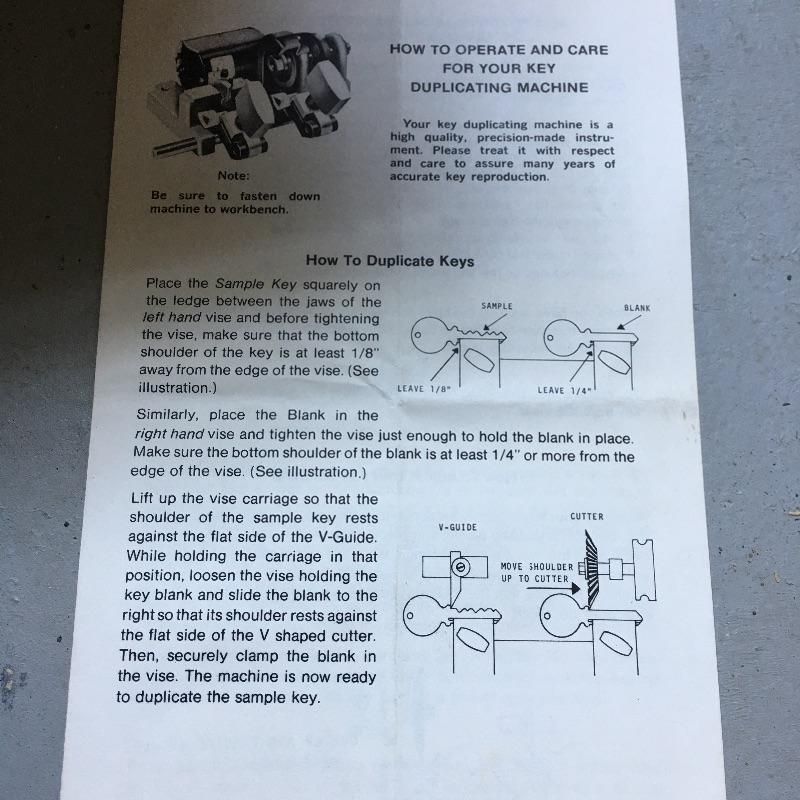 HOW TO OPERATE AND CARE
FOR YOUR KEY
DUPLICATING MACHINE
Your key duplicating machine is a
high quality, precision-made instru-
ment. Please treat it with respect
and care to assure many years of
accurate key reproduction.
Note:
Be sure to fasten down
machine to workbench.
How To Duplicate Keys
Place the Sample Key squarely on
the ledge between the jaws of the
left hand vise and before tightening
the vise, make sure that the bottom
shoulder of the key is at least 1/8"
away from the edge of the vise. (See
illustration.)
SAMPLE
BLANK
LEAVE 1/8"
LEAVE 1/4"
Similarly, place the Blank in the
right hand vise and tighten the vise just enough to hold the blank in place.
Make sure the bottom shoulder of the blank is at least 1/4" or more from the
edge of the vise. (See illustration.)
Lift up the vise carriage so that the
shoulder of the sample key rests
against the flat side of the V-Guide.
While holding the carriage in that
position, loosen the vise holding the
key blank and slide the blank to the
right so that its shoulder rests against
the flat side of the V shaped cutter.
Then, securely clamp the blank in
the vise. The machine is now ready
to duplicate the sample key.
V-GUIDE
CUTTER
MOVE SHOULDER
UP TO CUTTER